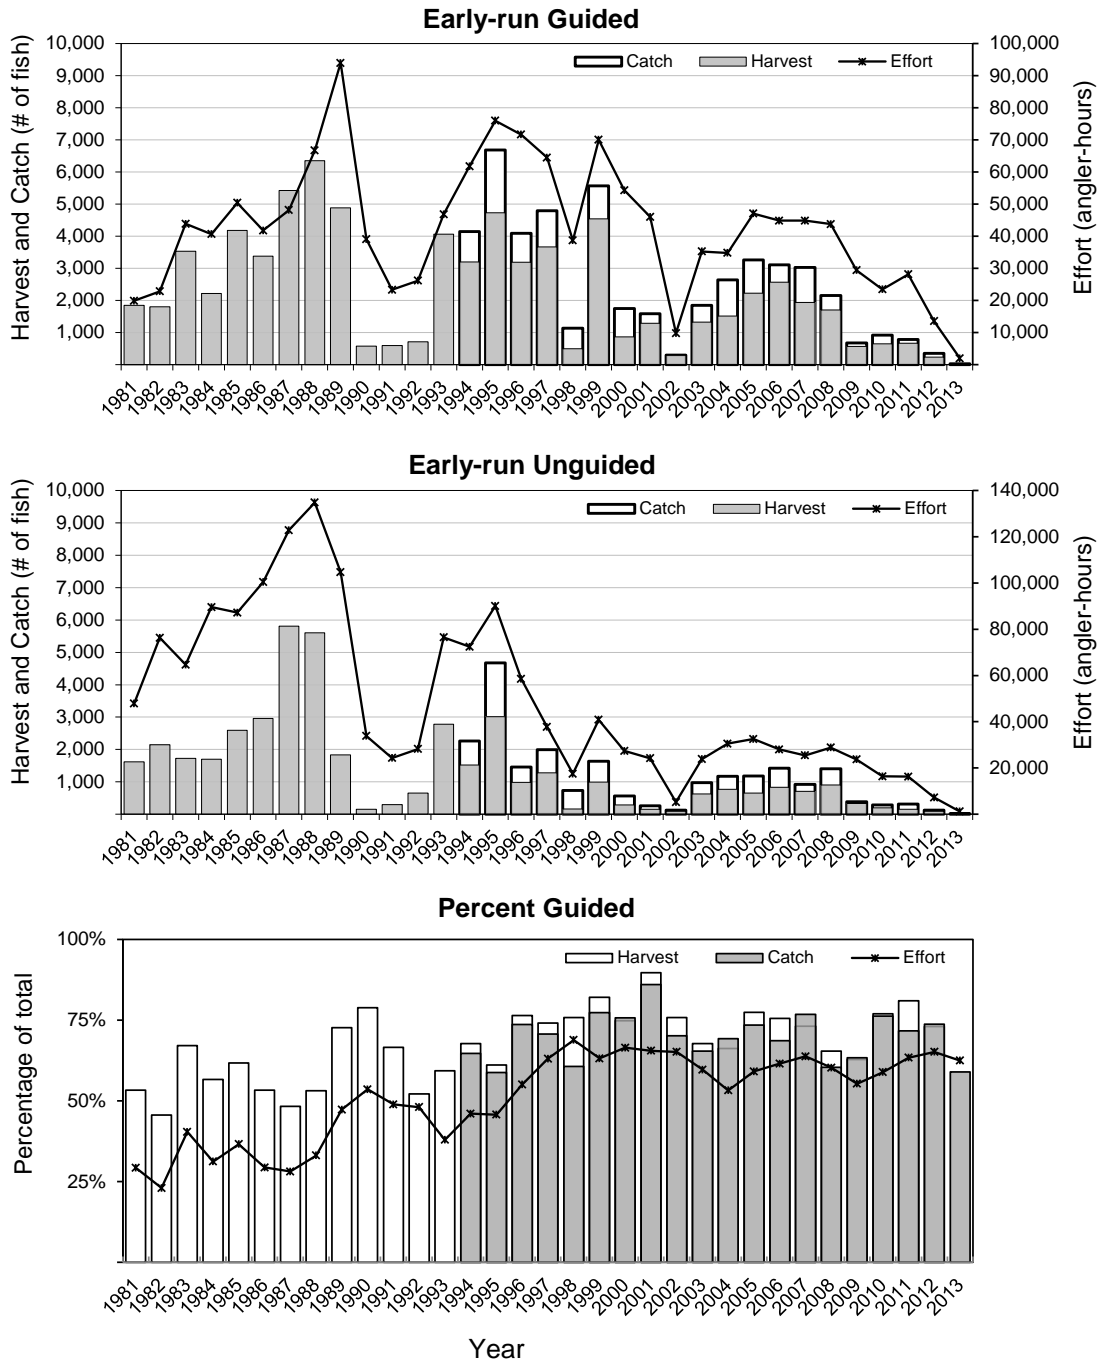 Early-run Guided
Catch Harvest Effort
Harvest and Catch (# of fish)
10,000
9,000
8,000
7,000
6,000
5,000
4,000
3,000
2,000
1,000
100,000
90,000
80,000
70,000
60,000
50,000
40,000
30,000
20,000
10,000
Effort (angler-hours)
1981 1982 1983 1984 1985 1986 1987 1988 1989 1990 1991 1992 1993 1994 1995 1996 1997 1998 1999 2000 2001 2002 2003 2004 2005 2006 2007 2008 2009 2010 2011 2012 2013
Early-run Unguided
Catch Harvest Effort
Harvest and Catch (# of fish)
10,000
9,000
8,000
7,000
6,000
5,000
4,000
3,000
2,000
1,000
140,000
120,000
100,000
80,000
60,000
40,000
20,000
Effort (angler-hours)
1981 1982 1983 1984 1985 1986 1987 1988 1989 1990 1991 1992 1993 1994 1995 1996 1997 1998 1999 2000 2001 2002 2003 2004 2005 2006 2007 2008 2009 2010 2011 2012 2013
Percent Guided
Harvest Catch Effort
Percentage of total
100%
75%
50%
25%
1981 1982 1983 1984 1985 1986 1987 1988 1989 1990 1991 1992 1993 1994 1995 1996 1997 1998 1999 2000 2001 2002 2003 2004 2005 2006 2007 2008 2009 2010 2011 2012 2013
Year